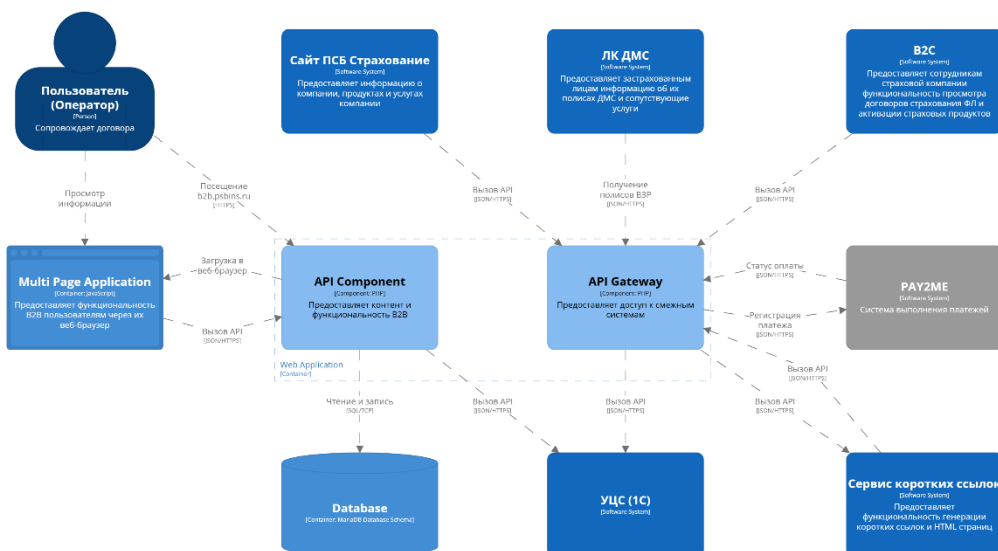 Пользователь
(Оператор)
[Person]
Сопровождает договора
Сайт ПСБ Страхование
[Software System]
Предоставляет информацию о
компании, продуктах и услугах
компании
ЛК ДМС
[Software System]
Предоставляет застрахованным
лицам информацию об их
полисах ДМС и сопутствующие
услуги
B2C
[Software System]
Предоставляет сотрудникам
страховой компании
функциональность просмотра
договоров страхования ФЛ и
активации страховых продуктов
Просмотр
информации
Посещение
b2b.psbins.ru
[HTTPS]
Вызов API
[JSON/HTTPS]
Получение
полисов ВЗР
[JSON/HTTPS]
Вызов API
[JSON/HTTPS]
Multi Page Application
[Container: JavaScript]
Предоставляет функциональность
B2B пользователям через их
веб-браузер
Загрузка в
веб-браузер
Вызов API
[JSON/HTTPS]
API Component
[Component: PHP]
Предоставляет контент и
функциональность B2B
API Gateway
[Component: PHP]
Предоставляет доступ к смежным
системам
Статус оплаты
[JSON/HTTPS]
Регистрация
платежа
[JSON/HTTPS]
PAY2ME
[Software System]
Система выполнения платежей
Web Application
[Container]
Вызов API
[JSON/HTTPS]
Чтение и запись
[SQL/TCP]
Вызов API
[JSON/HTTPS]
Вызов API
[JSON/HTTPS]
Вызов API
[JSON/HTTPS]
Database
[Container: MariaDB Database Schema]
УЦС (1С)
[Software System]
Сервис коротких ссылок
[Software System]
Предоставляет
функциональность генерации
коротких ссылок и HTML страниц